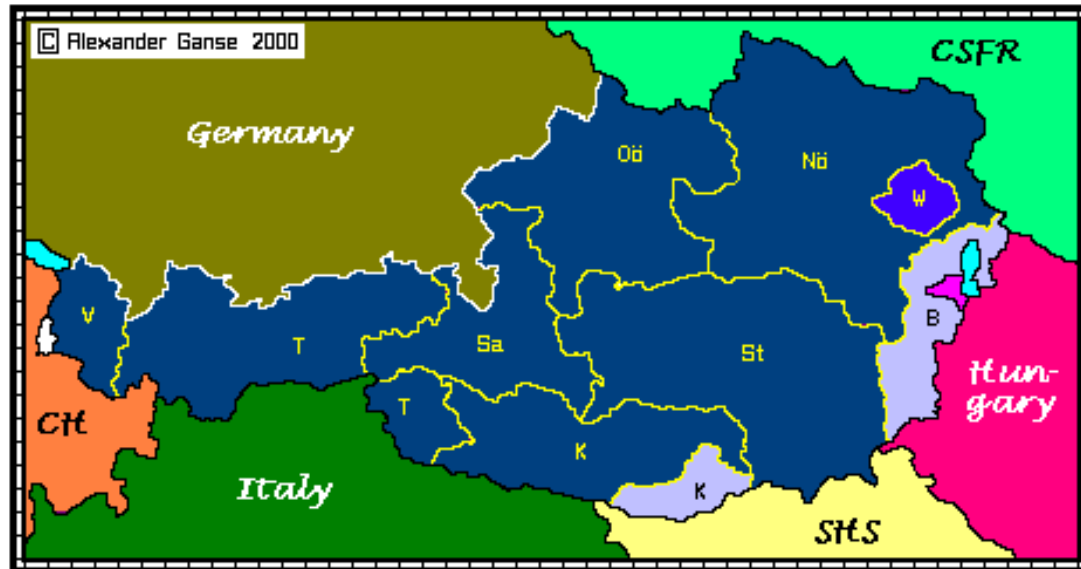 © Alexander Ganse 2000
CSFR
Germany
Oö
Nö
W
V
T
Sa
St
B
Hun-
gary
CH
T
K
K
Italy
SHS